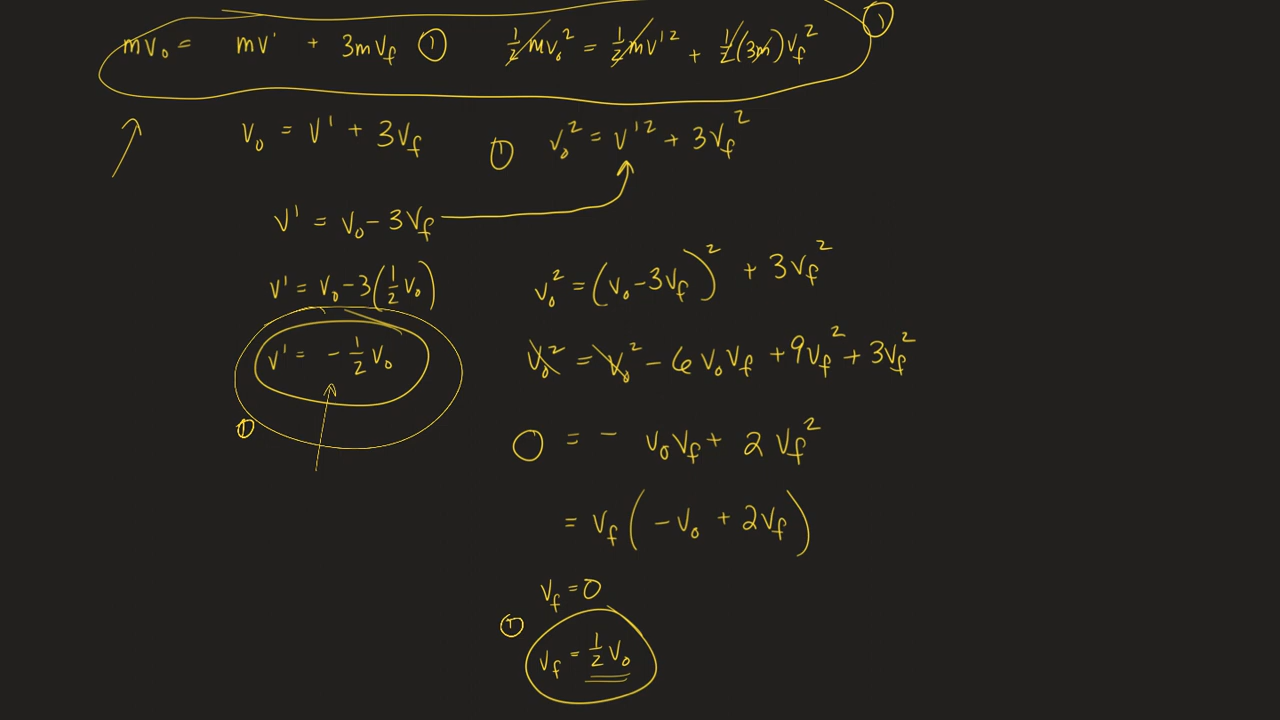 mv₀ = mv' + 3mv_f ① ½mv₀² = ½mv'² + ½(3m)v_f² ①
v₀ = v' + 3v_f ① v₀² = v'² + 3v_f²
v' = v₀ - 3v_f
v' = v₀ - 3(½v₀) v₀² = (v₀ - 3v_f)² + 3v_f²
v' = -½v₀ v₀² = v₀² - 6v₀v_f + 9v_f² + 3v_f²
① 0 = - v₀v_f + 2v_f²
= v_f(-v₀ + 2v_f)
v_f = 0
① v_f = ½v₀